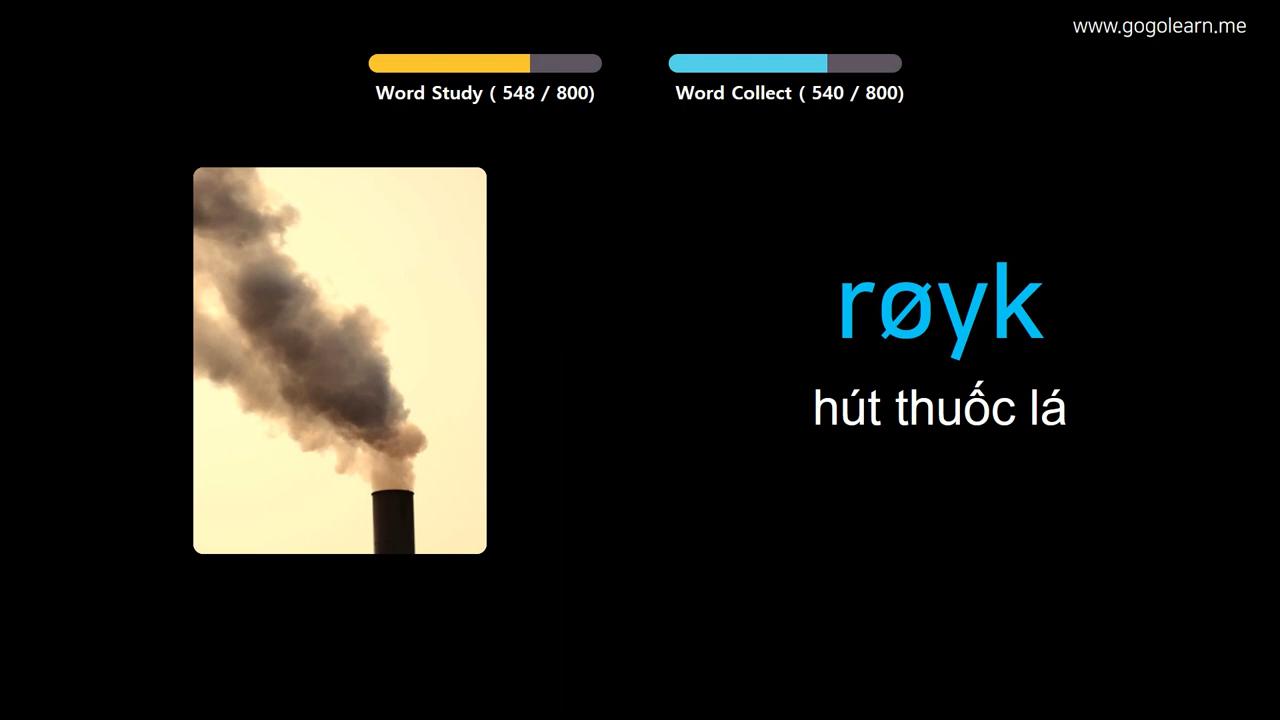 www.gogolearn.me
Word Study ( 548 / 800)
Word Collect ( 540 / 800)
røyk
hút thuốc lá